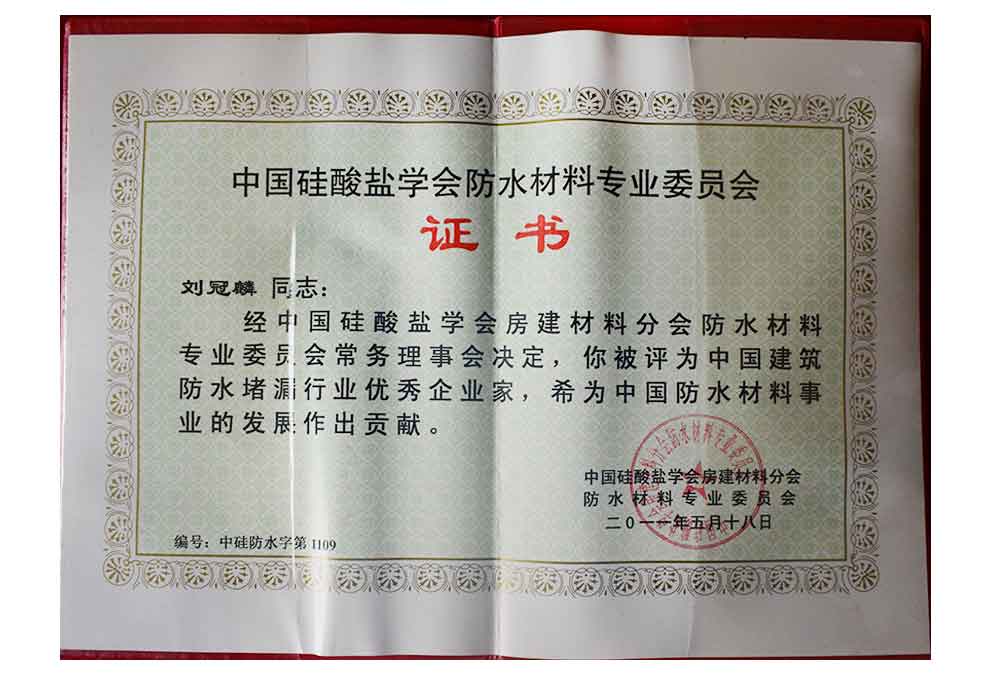 中国硅酸盐学会防水材料专业委员会
证书
刘冠麟 同志：
经中国硅酸盐学会房建材料分会防水材料
专业委员会常务理事会决定，你被评为中国建筑
防水堵漏行业优秀企业家，希为中国防水材料事
业的发展作出贡献。
中国硅酸盐学会房建材料分会
防水材料专业委员会
二０一一年五月十八日
编号：中硅防水字第 1109